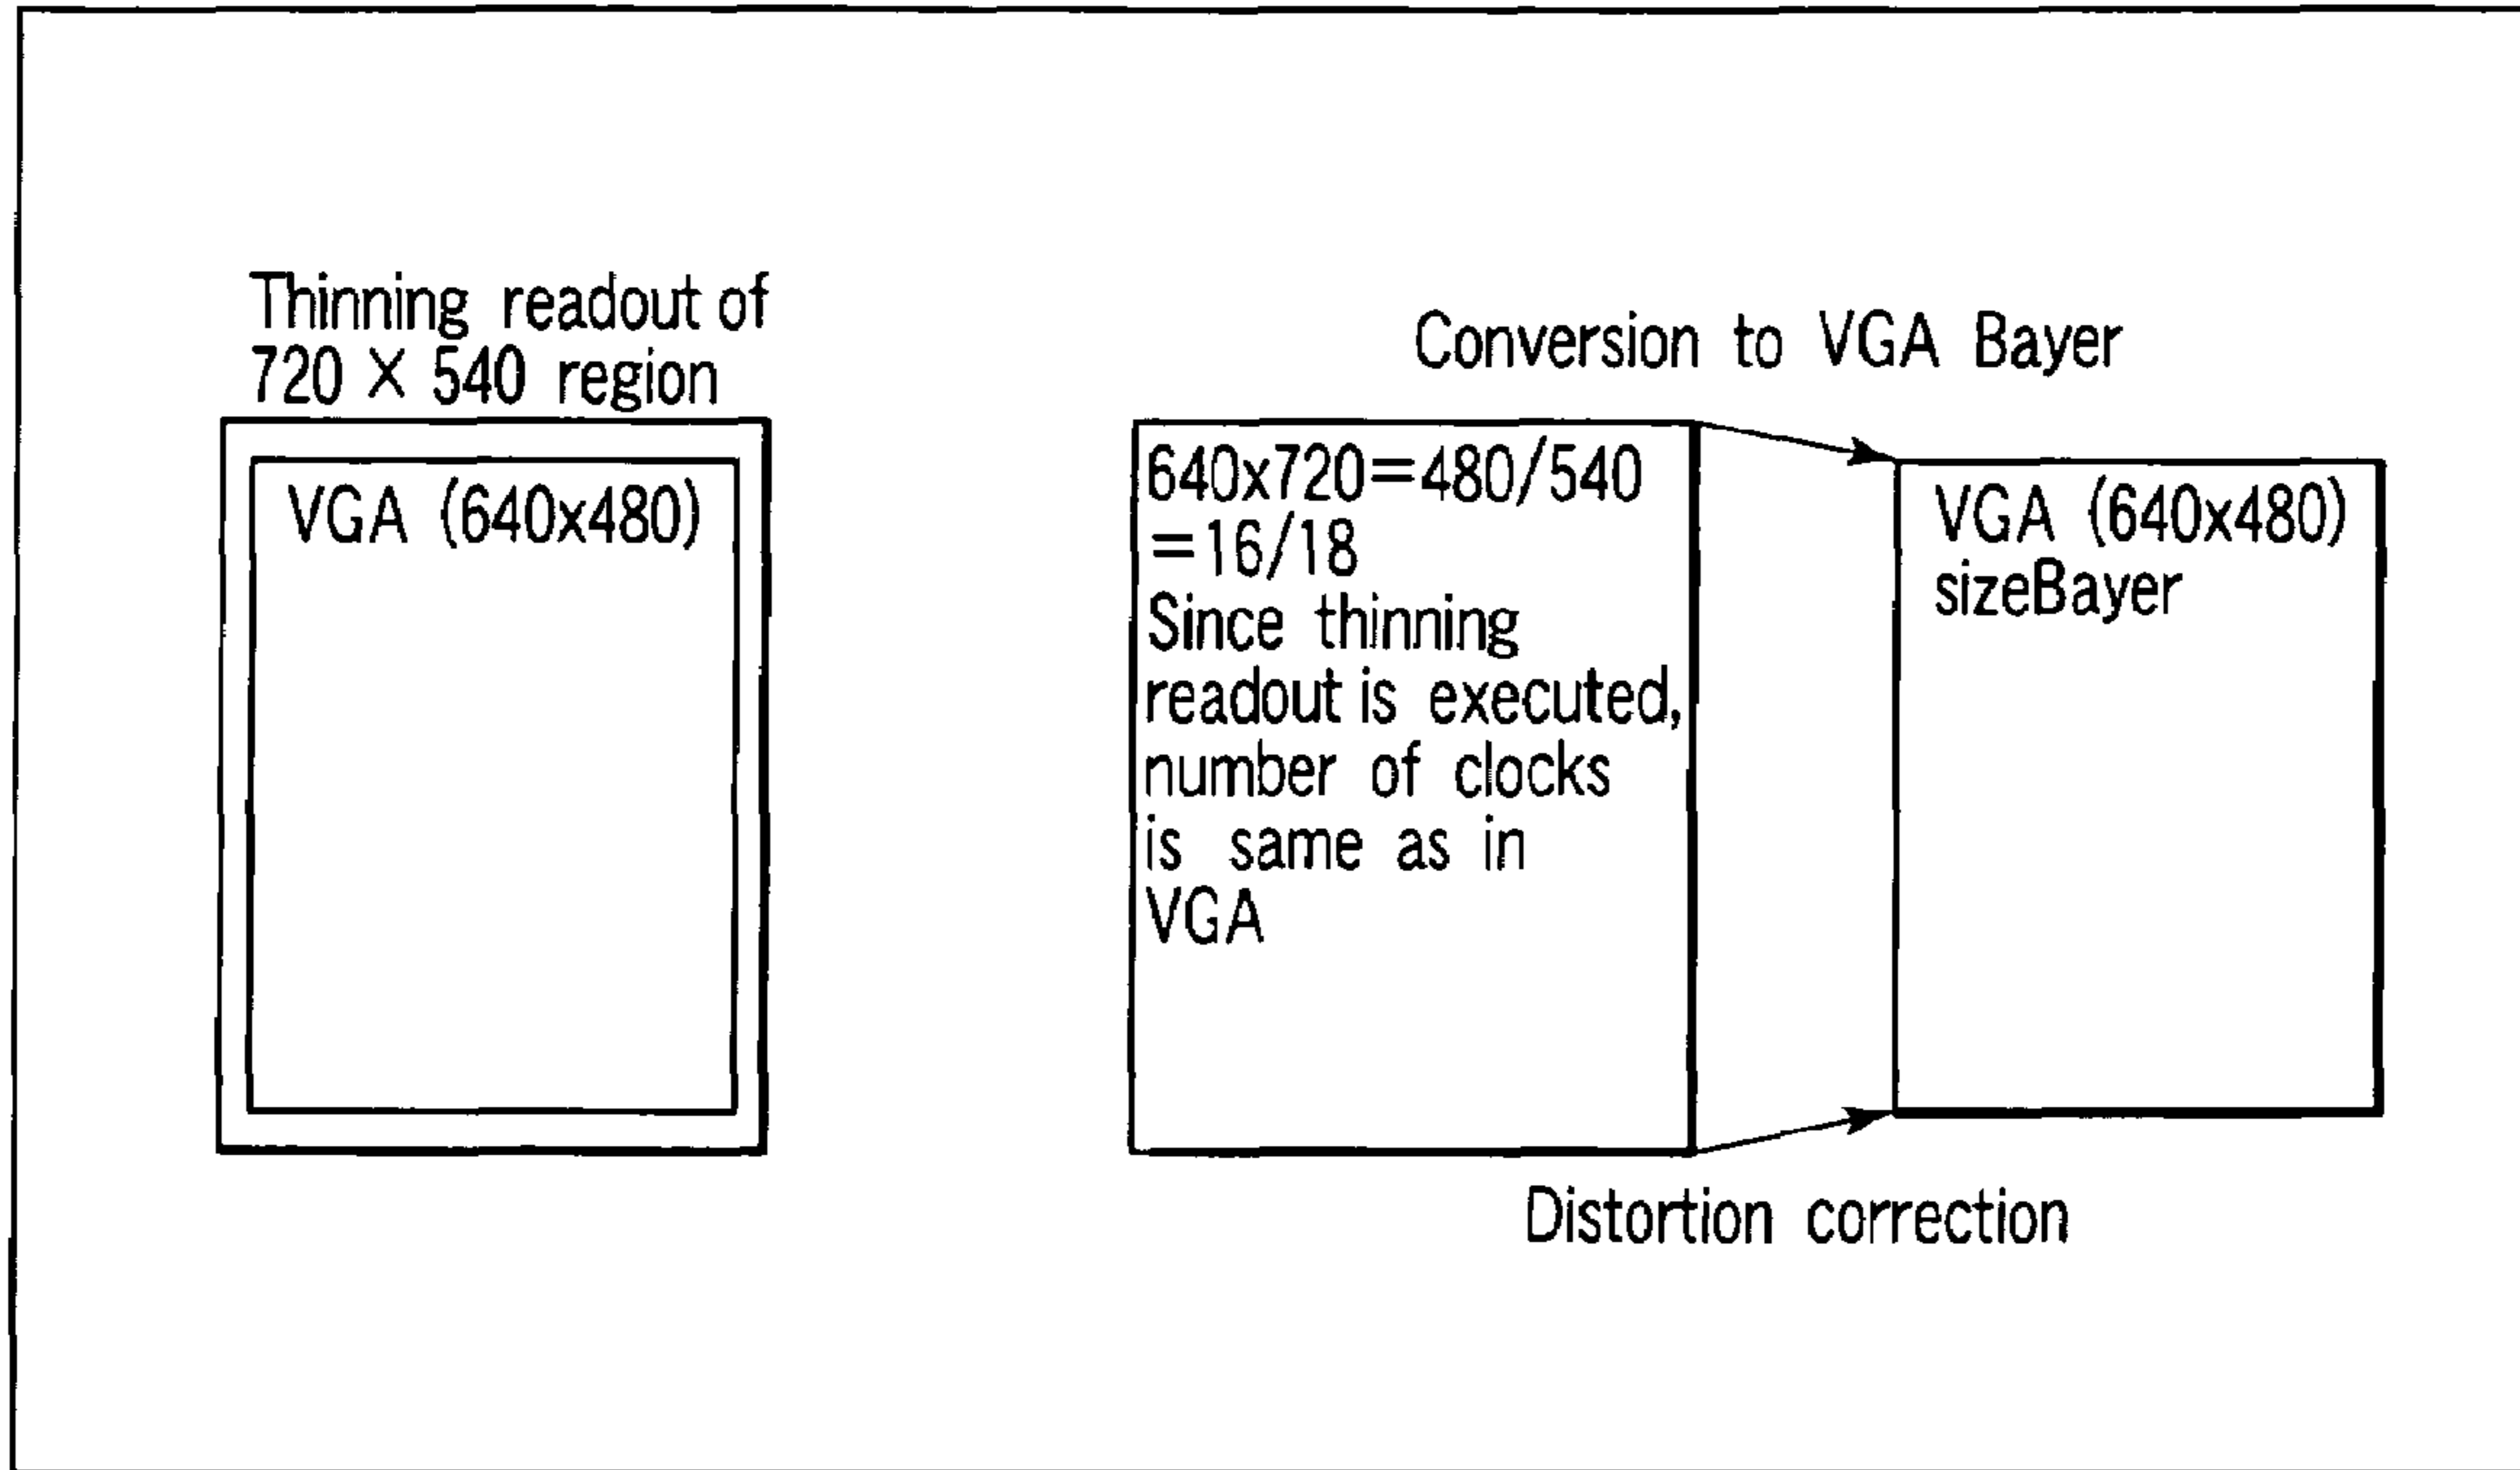 Thinning readout of
720 X 540 region
VGA (640x480)
Conversion to VGA Bayer
640x720=480/540
=16/18
Since thinning
readout is executed,
number of clocks
is same as in
VGA
VGA (640x480)
sizeBayer
Distortion correction